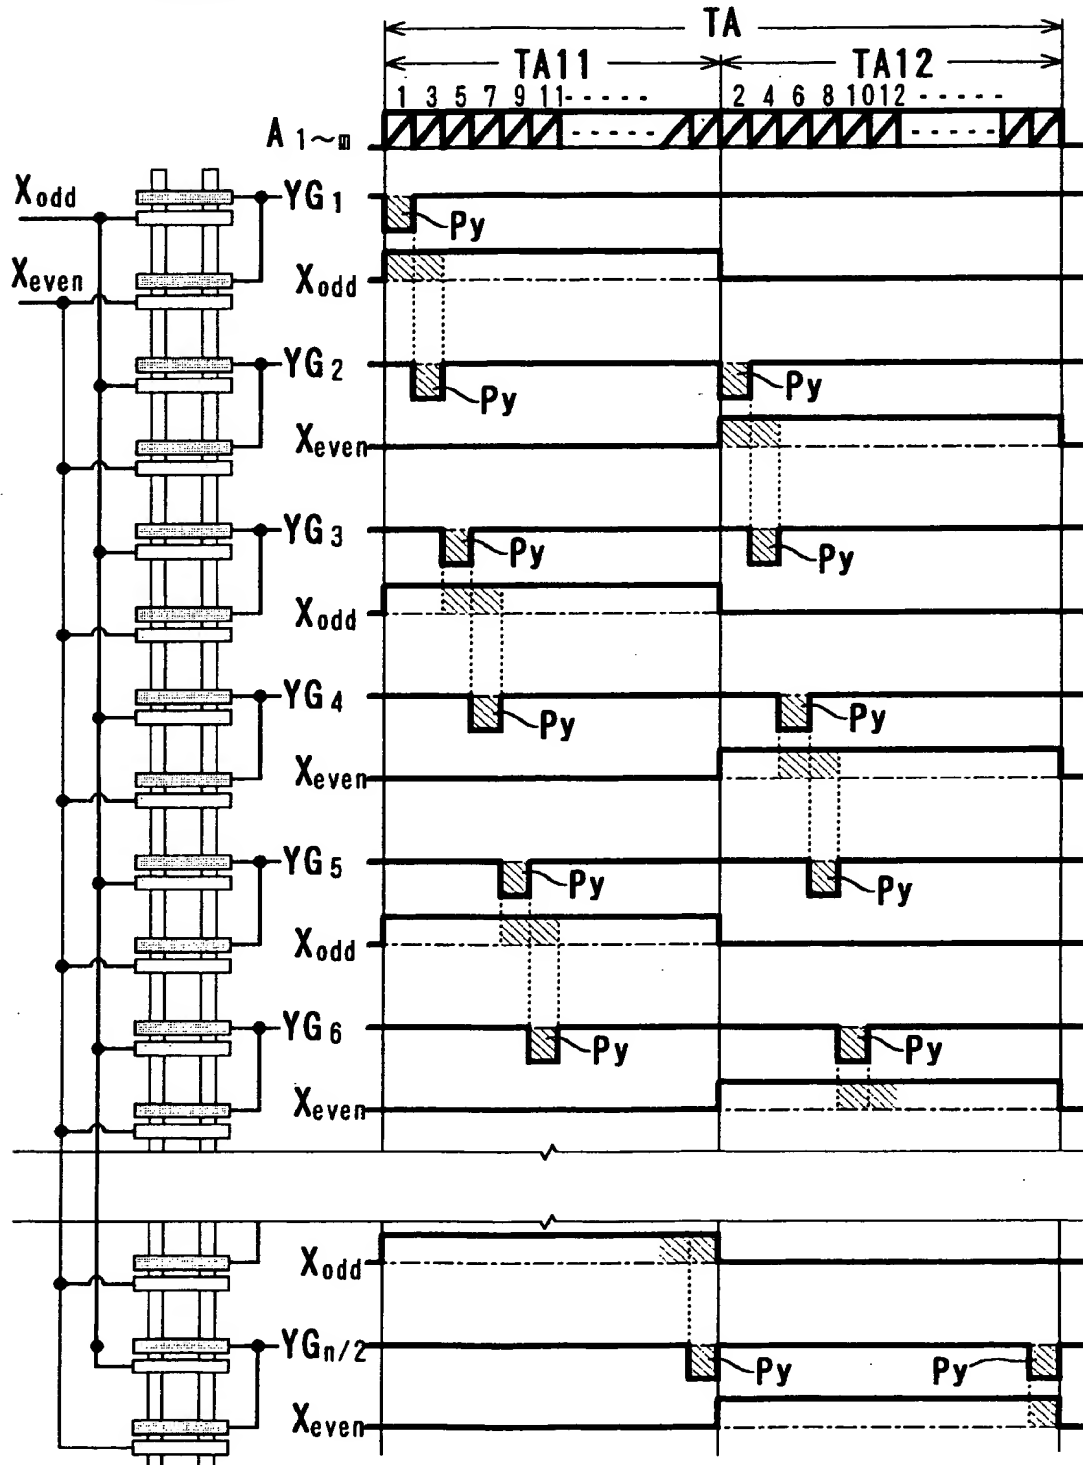 TA
TA11 TA12
1 3 5 7 9 11 ------ 2 4 6 8 10 12 ------
A 1~m
Xodd YG1 Py
Xeven Xodd
YG2 Py Py
Xeven
YG3 Py Py
Xodd
YG4 Py Py
Xeven
YG5 Py Py
Xodd
YG6 Py Py
Xeven
Xodd
YGn/2 Py Py
Xeven